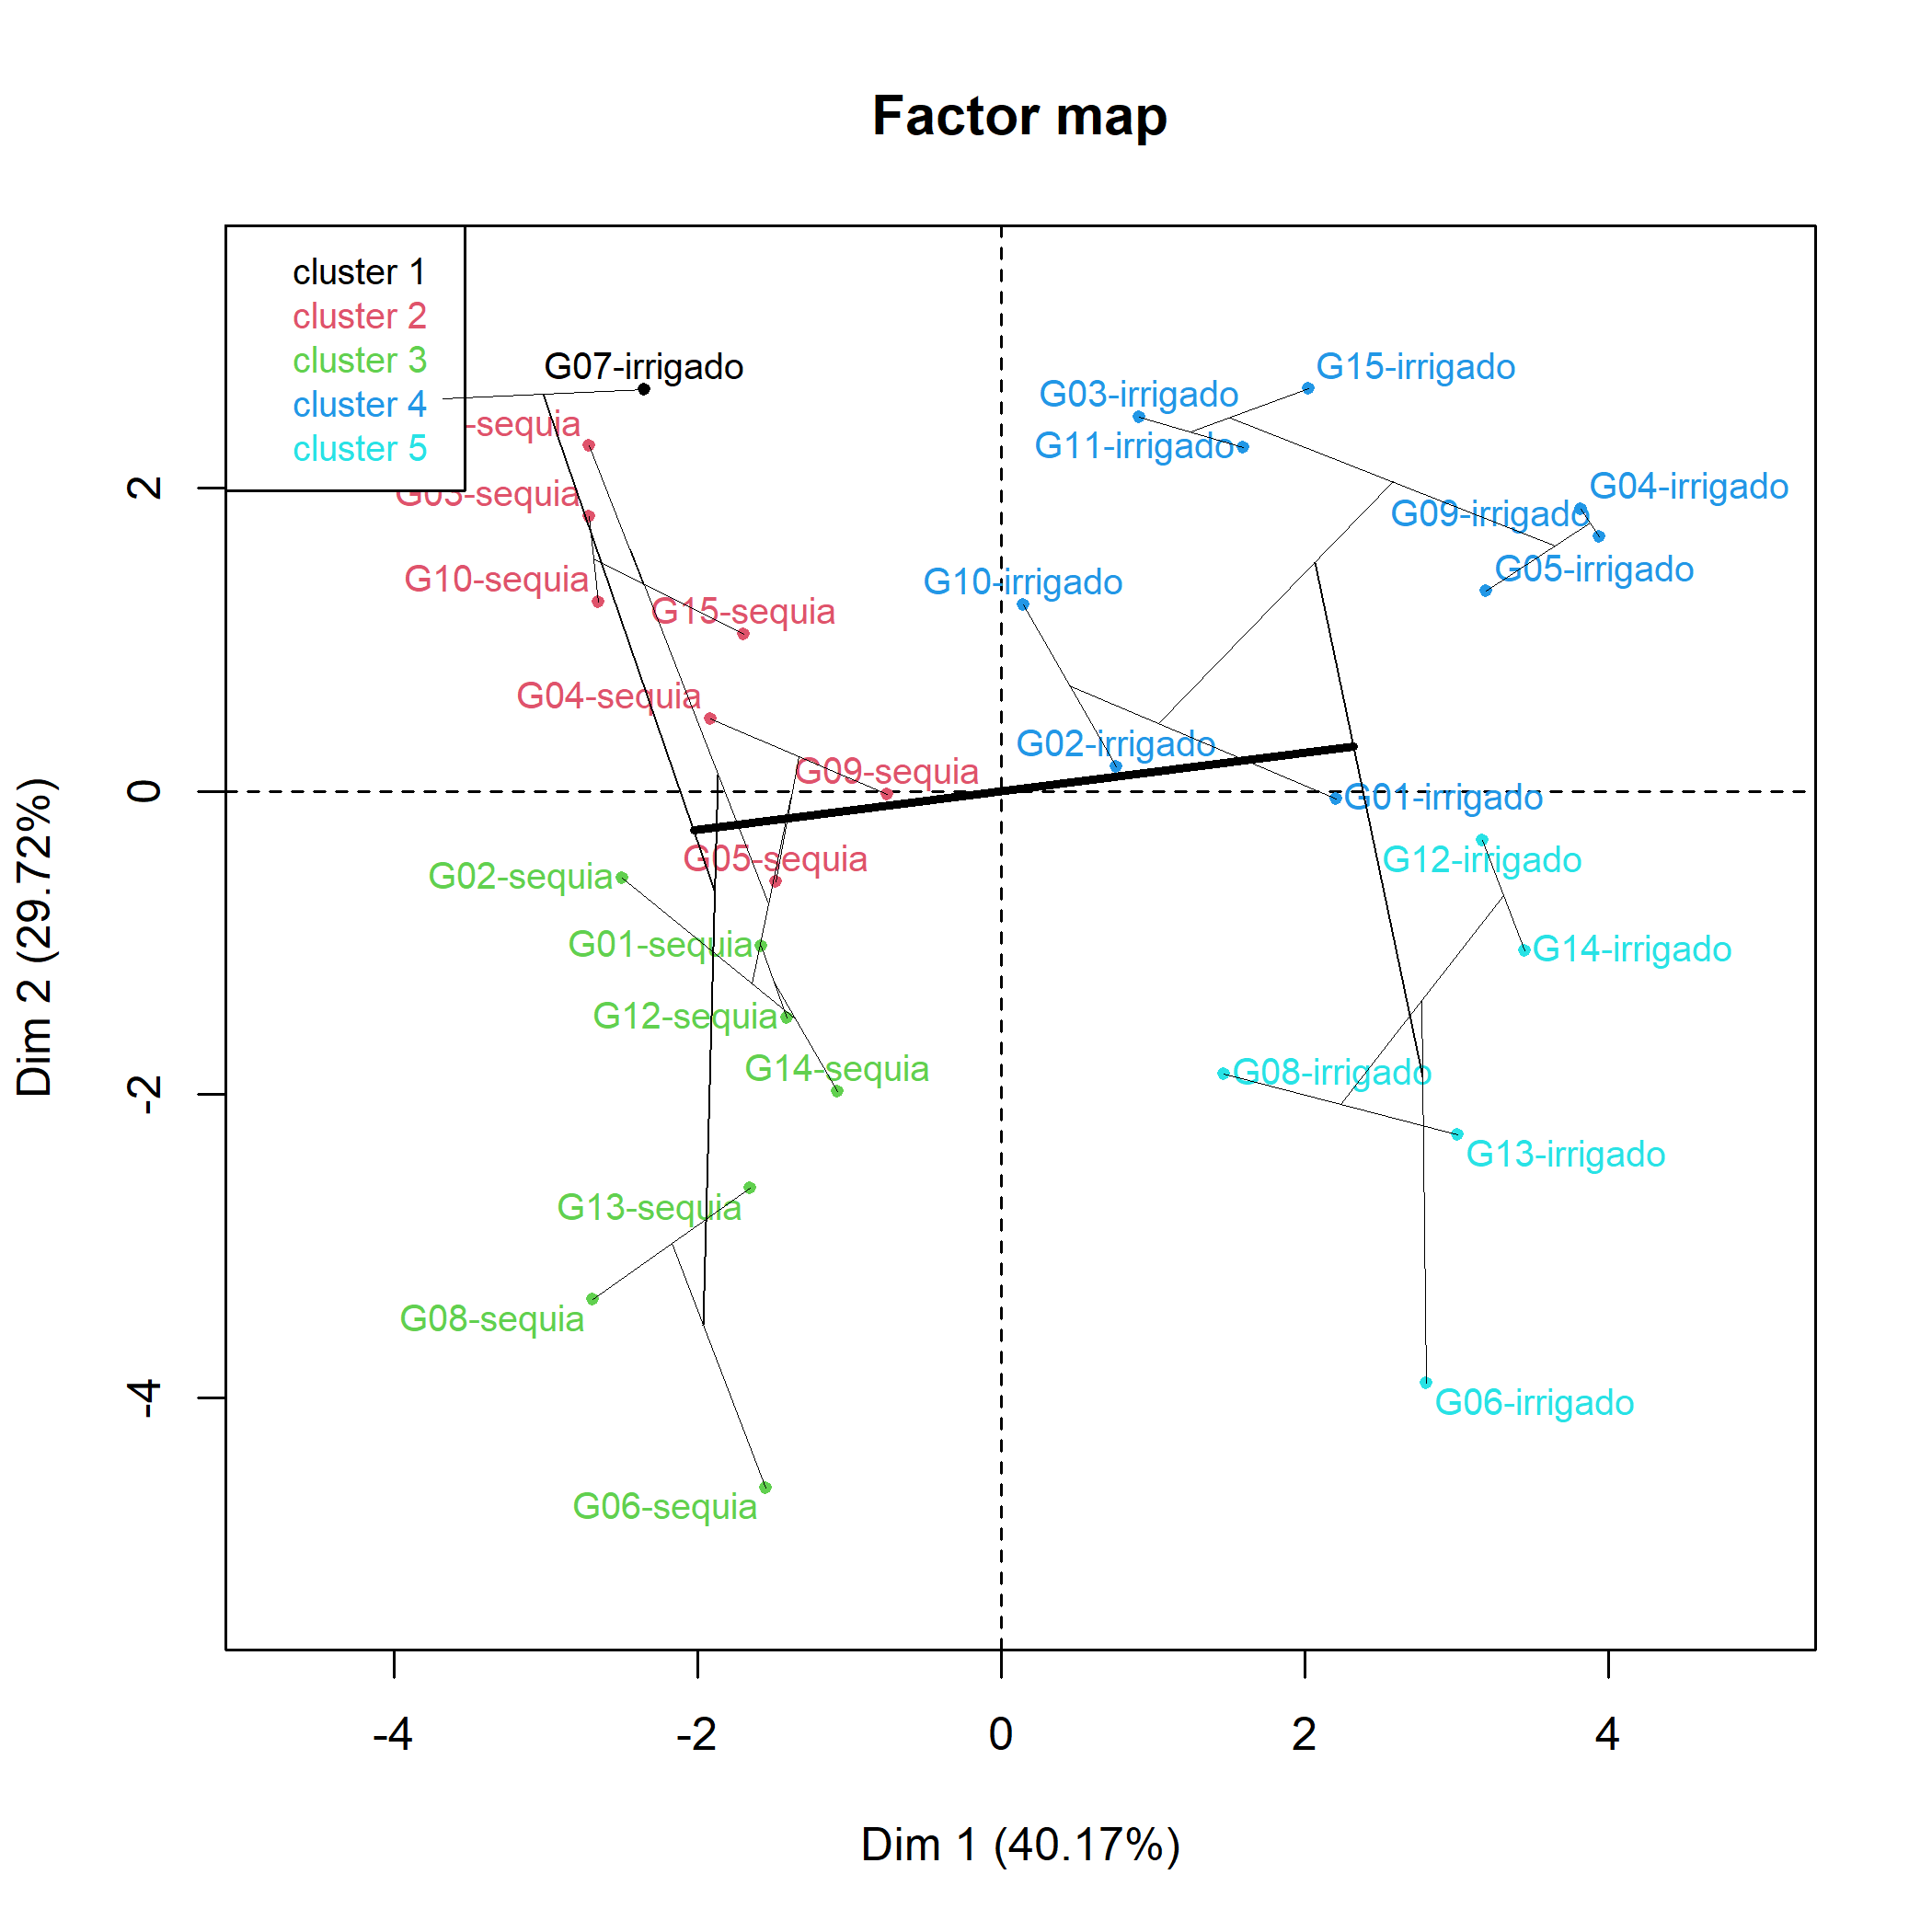 Factor map
cluster 1
cluster 2
cluster 3
cluster 4
cluster 5
G07-irrigado
G15-irrigado
G03-irrigado
-sequia
G11-irrigado
G03-sequia
G04-irrigado
G09-irrigado
G05-irrigado
G10-sequia
G10-irrigado
G15-sequia
G04-sequia
G02-irrigado
G09-sequia
G01-irrigado
G05-sequia
G12-irrigado
G02-sequia
G01-sequia
G14-irrigado
G12-sequia
G14-sequia
G08-irrigado
G13-irrigado
G13-sequia
G08-sequia
G06-irrigado
G06-sequia
2
0
-2
-4
Dim 2 (29.72%)
-4 -2 0 2 4
Dim 1 (40.17%)